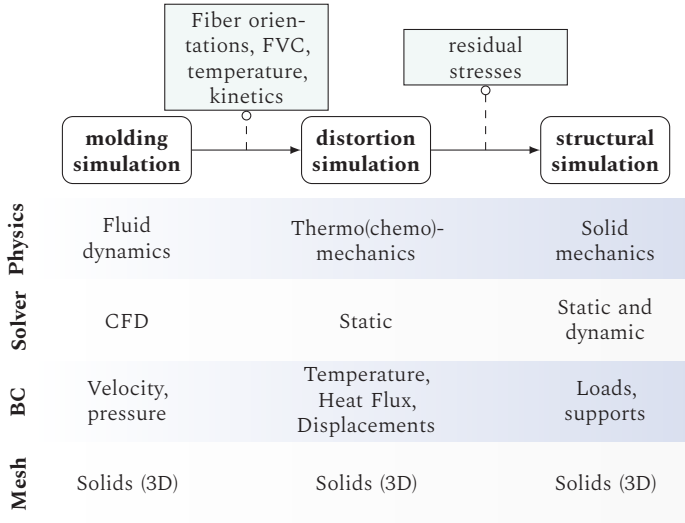 Fiber orien-
tations, FVC,
temperature,
kinetics
residual
stresses
molding
simulation
distortion
simulation
structural
simulation
Physics
Fluid
dynamics
Thermo(chemo)-
mechanics
Solid
mechanics
Solver
CFD
Static
Static and
dynamic
BC
Velocity,
pressure
Temperature,
Heat Flux,
Displacements
Loads,
supports
Mesh
Solids (3D)
Solids (3D)
Solids (3D)